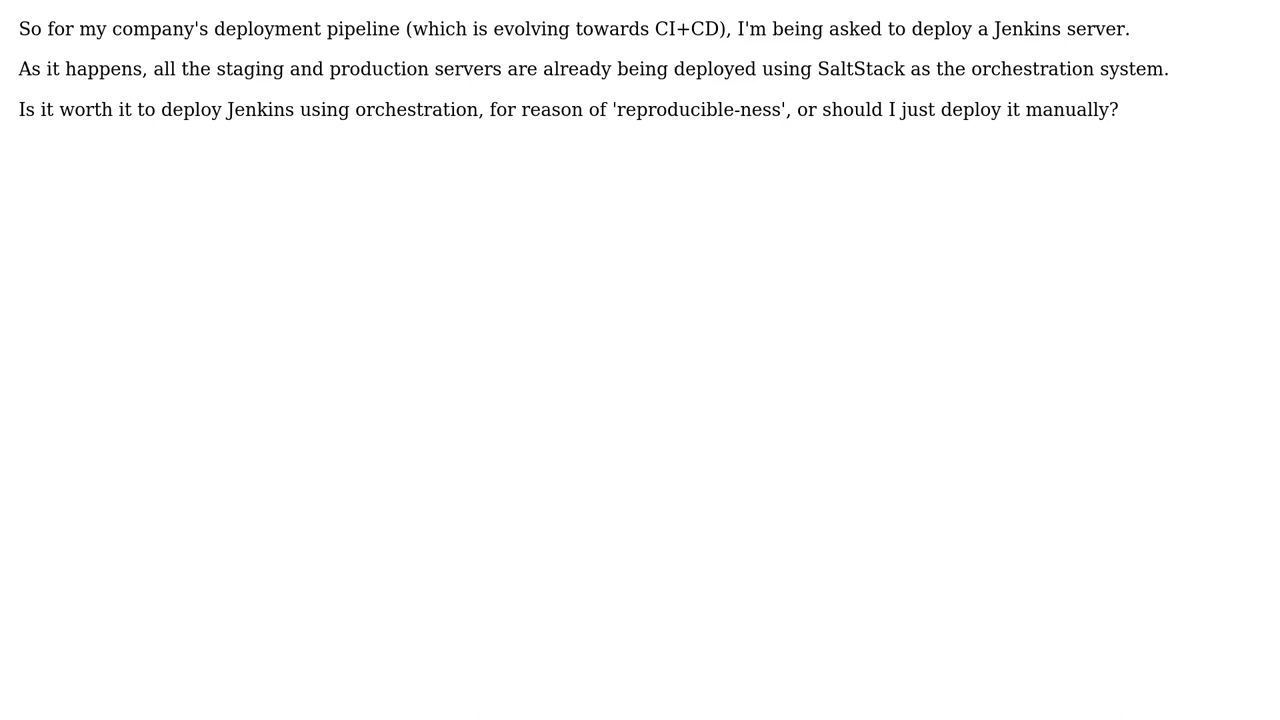 So for my company's deployment pipeline (which is evolving towards CI+CD), I'm being asked to deploy a Jenkins server.
As it happens, all the staging and production servers are already being deployed using SaltStack as the orchestration system.
Is it worth it to deploy Jenkins using orchestration, for reason of 'reproducible-ness', or should I just deploy it manually?